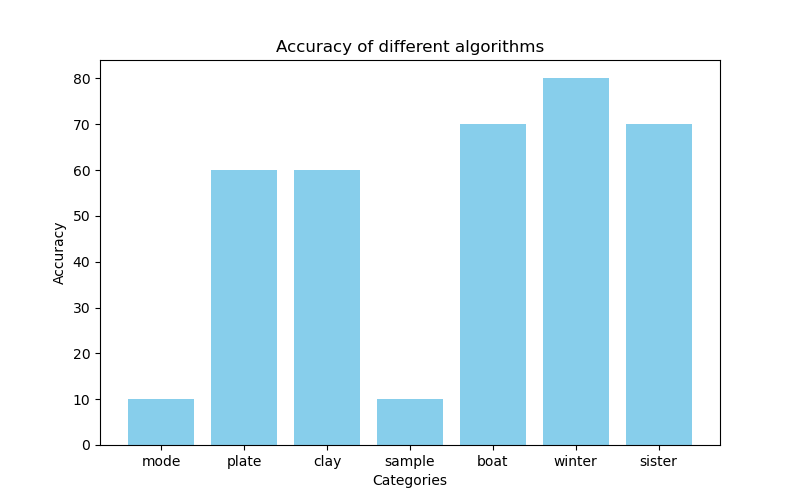 Accuracy of different algorithms
80
70
60
50
40
30
20
10
0
Accuracy
mode plate clay sample boat winter sister
Categories